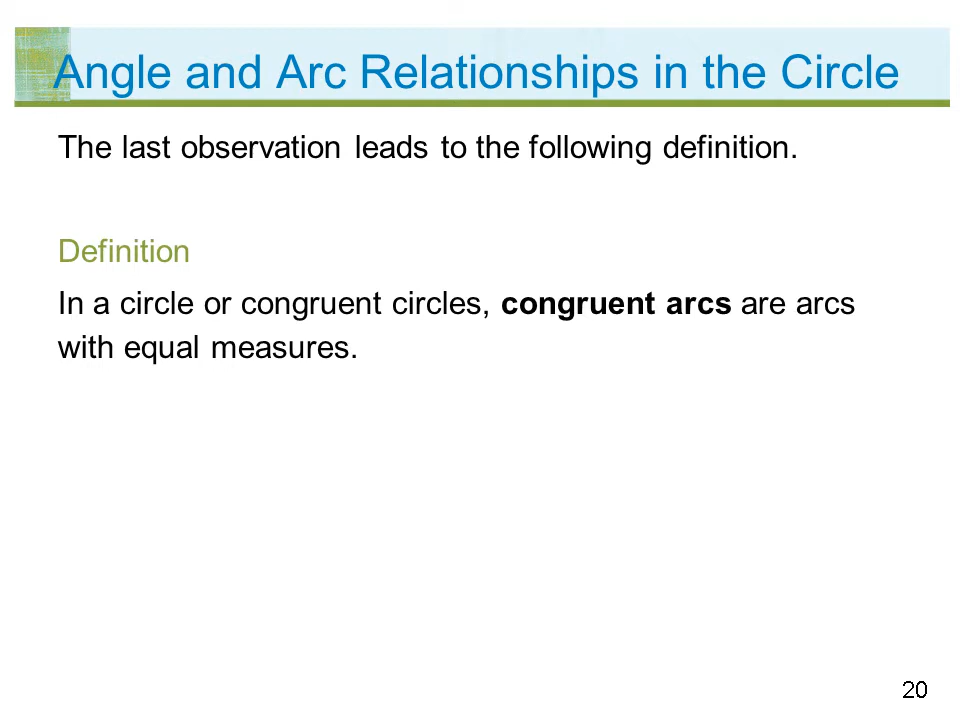 Angle and Arc Relationships in the Circle
The last observation leads to the following definition.
Definition
In a circle or congruent circles, congruent arcs are arcs
with equal measures.
20